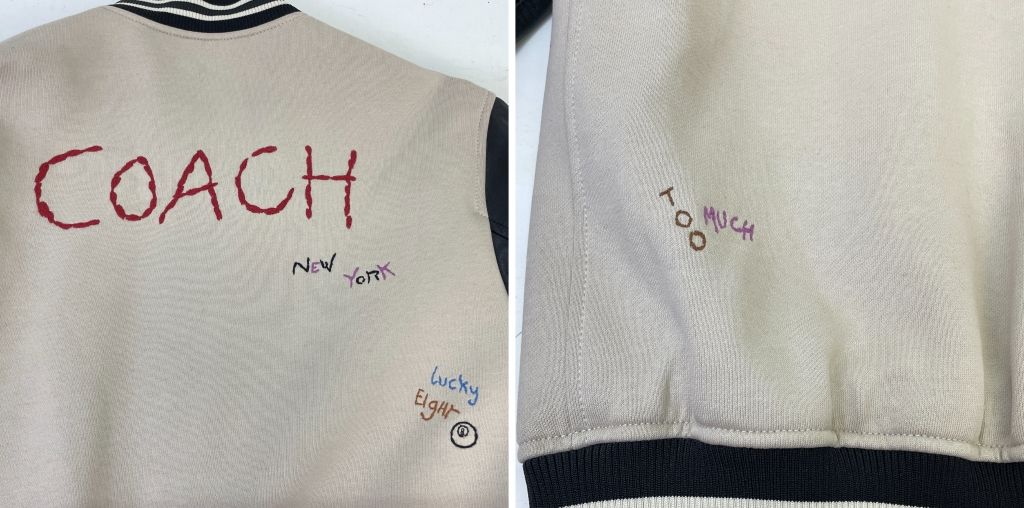 COACH
NEW YORK
Lucky
EIgHT
8
TOO MUCH